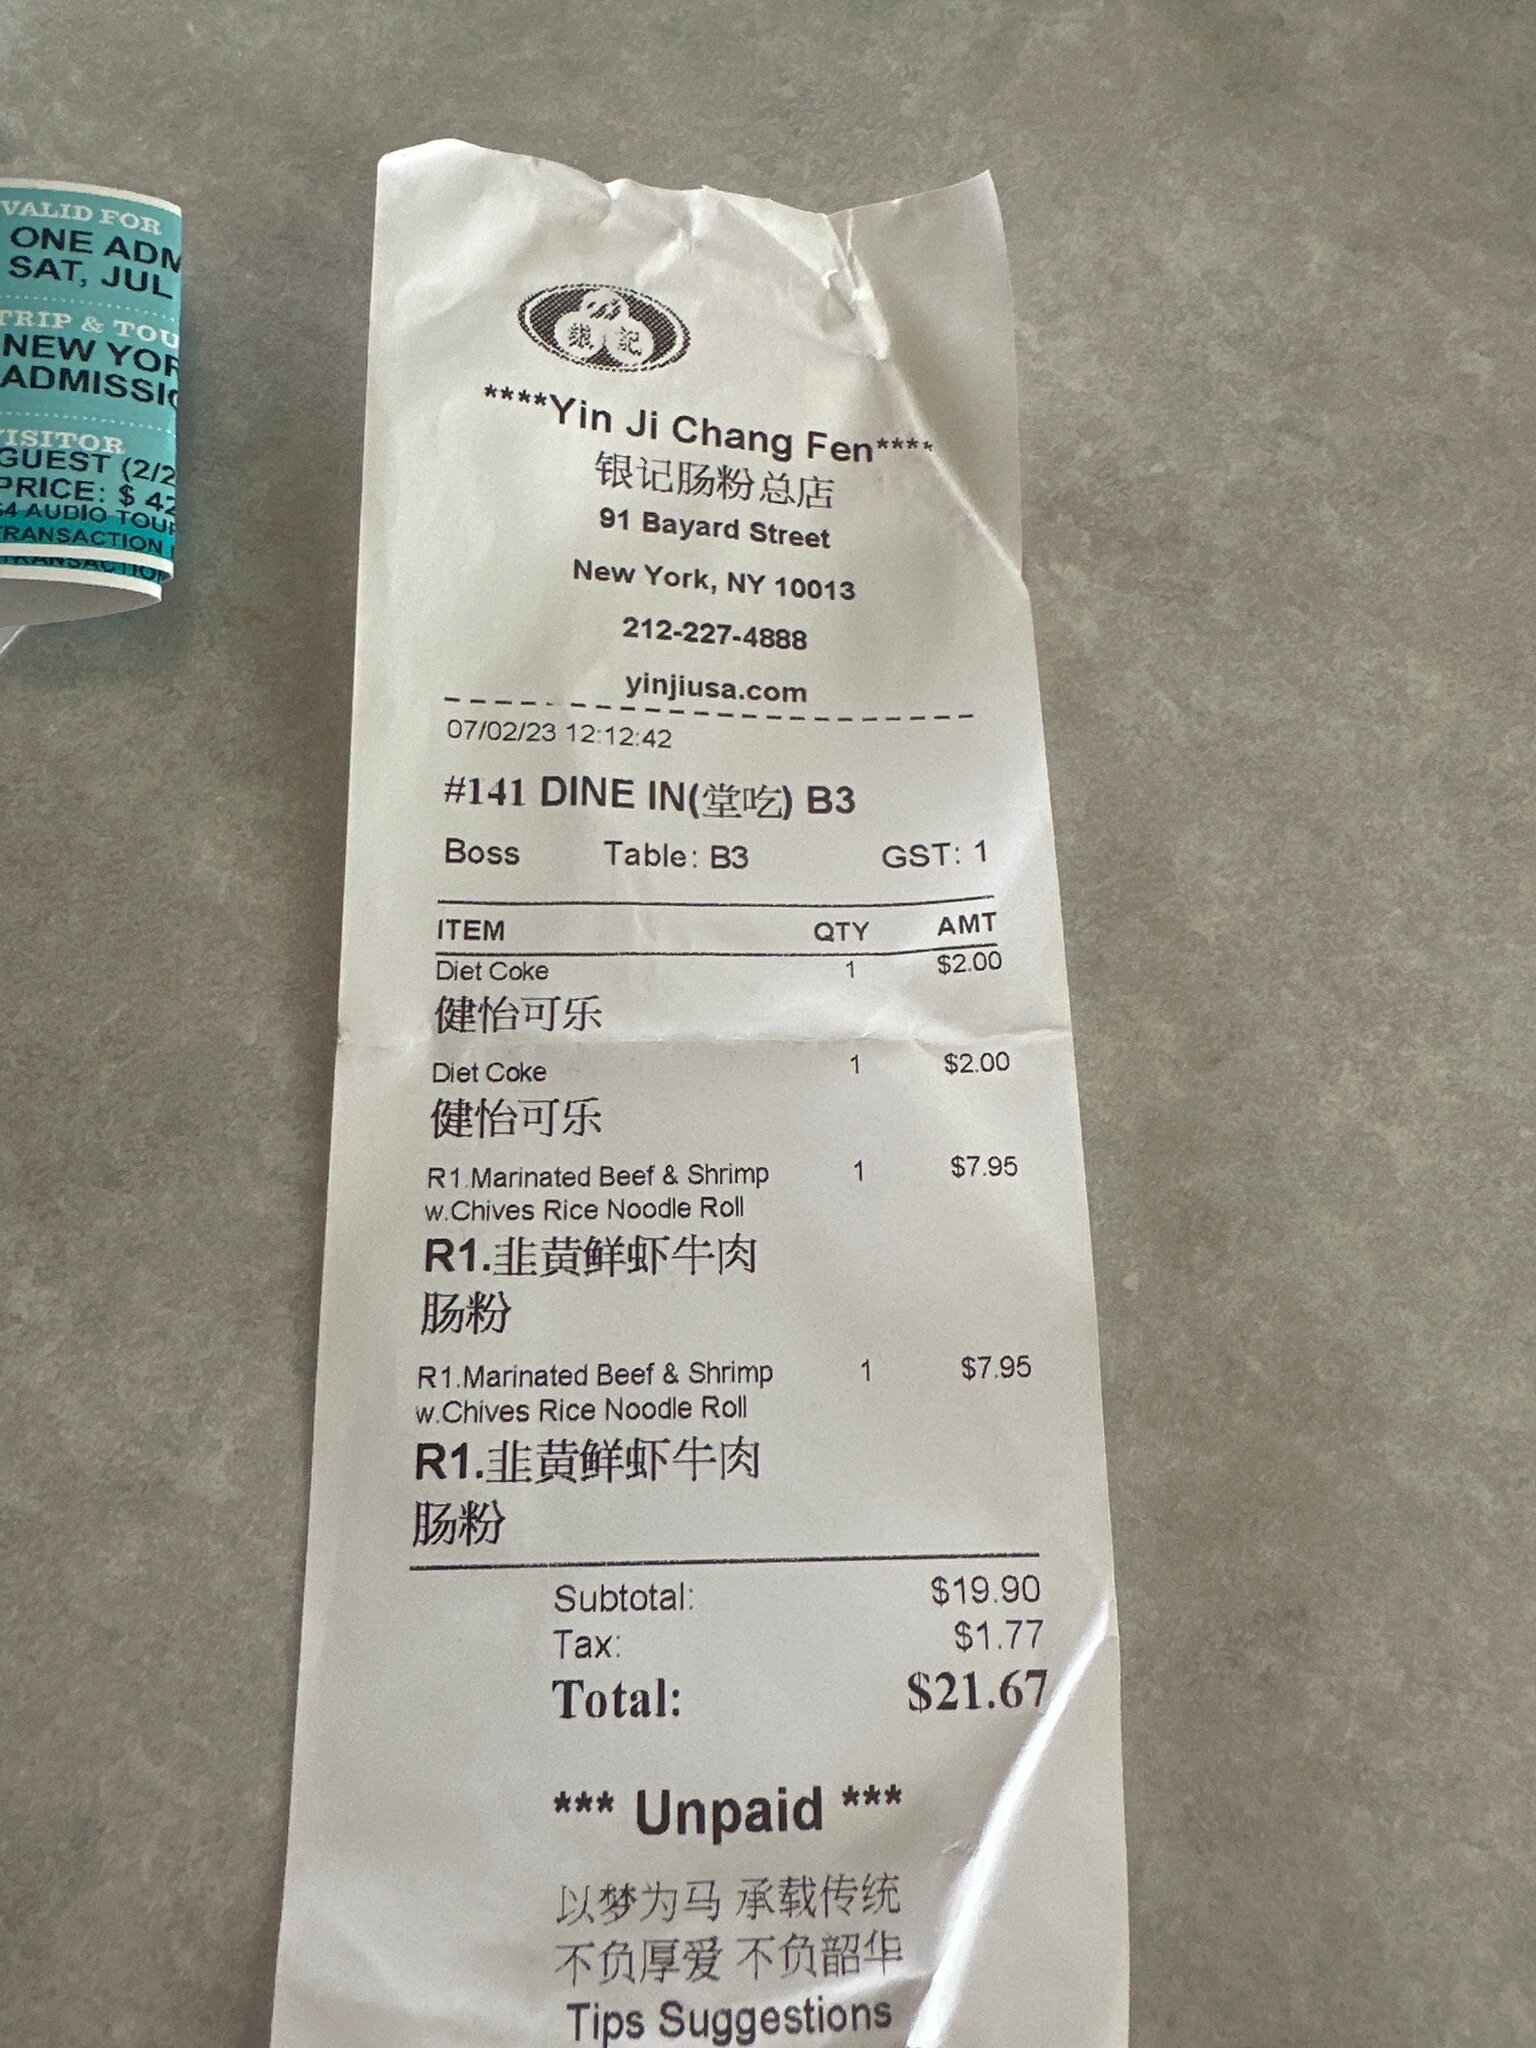 VALID FOR
ONE ADM
SAT, JUL
TRIP & TOU
NEW YOR
ADMISSIO
VISITOR
GUEST (2/2
PRICE: $ 42
AUDIO TOUR
TRANSACTION
TRANSACTION
银记
****Yin Ji Chang Fen****
银记肠粉总店
91 Bayard Street
New York, NY 10013
212-227-4888
yinjiusa.com
07/02/23 12:12:42
#141 DINE IN(堂吃) B3
Boss Table: B3 GST: 1
ITEM QTY AMT
Diet Coke 1 $2.00
健怡可乐
Diet Coke 1 $2.00
健怡可乐
R1.Marinated Beef & Shrimp 1 $7.95
w.Chives Rice Noodle Roll
R1.韭黄鲜虾牛肉
肠粉
R1.Marinated Beef & Shrimp 1 $7.95
w.Chives Rice Noodle Roll
R1.韭黄鲜虾牛肉
肠粉
Subtotal: $19.90
Tax: $1.77
Total: $21.67
*** Unpaid ***
以梦为马 承载传统
不负厚爱 不负韶华
Tips Suggestions